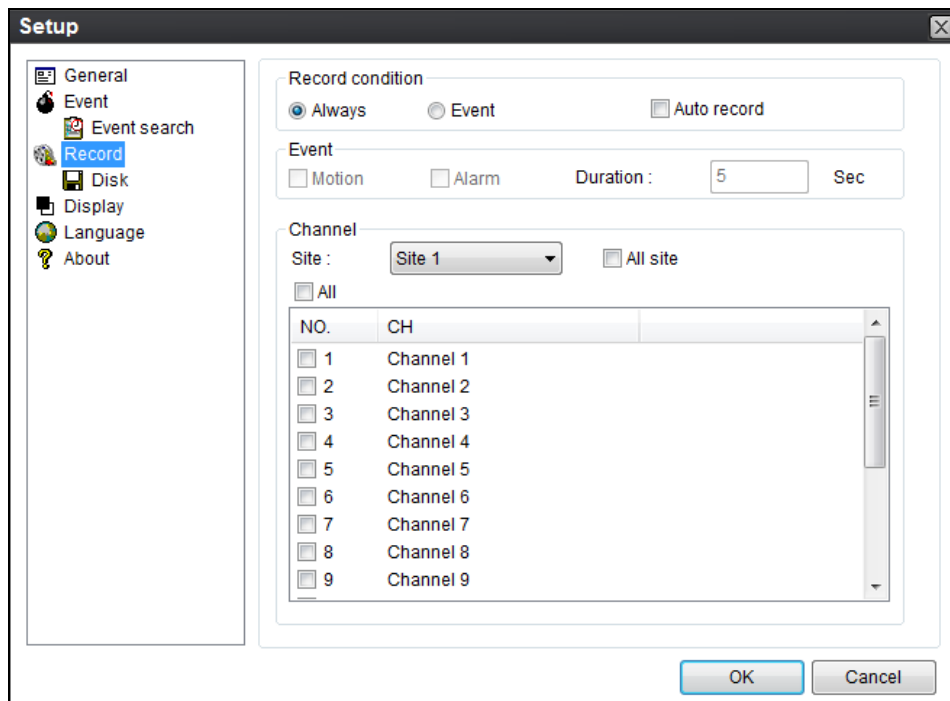 Setup
General
Event
Event search
Record
Disk
Display
Language
About
Record condition
Always Event Auto record
Event
Motion Alarm Duration : 5 Sec
Channel
Site : Site 1 All site
All
NO. CH
1 Channel 1
2 Channel 2
3 Channel 3
4 Channel 4
5 Channel 5
6 Channel 6
7 Channel 7
8 Channel 8
9 Channel 9
OK Cancel